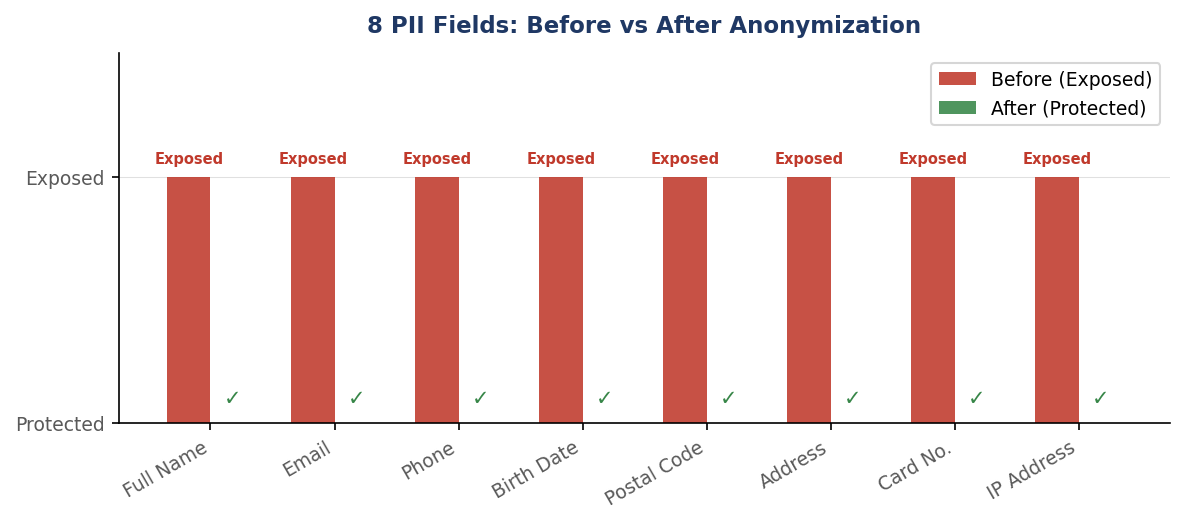 8 PII Fields: Before vs After Anonymization
Before (Exposed)
After (Protected)
Exposed Exposed Exposed Exposed Exposed Exposed Exposed Exposed
Exposed
✓ ✓ ✓ ✓ ✓ ✓ ✓ ✓
Protected
Full Name Email Phone Birth Date Postal Code Address Card No. IP Address